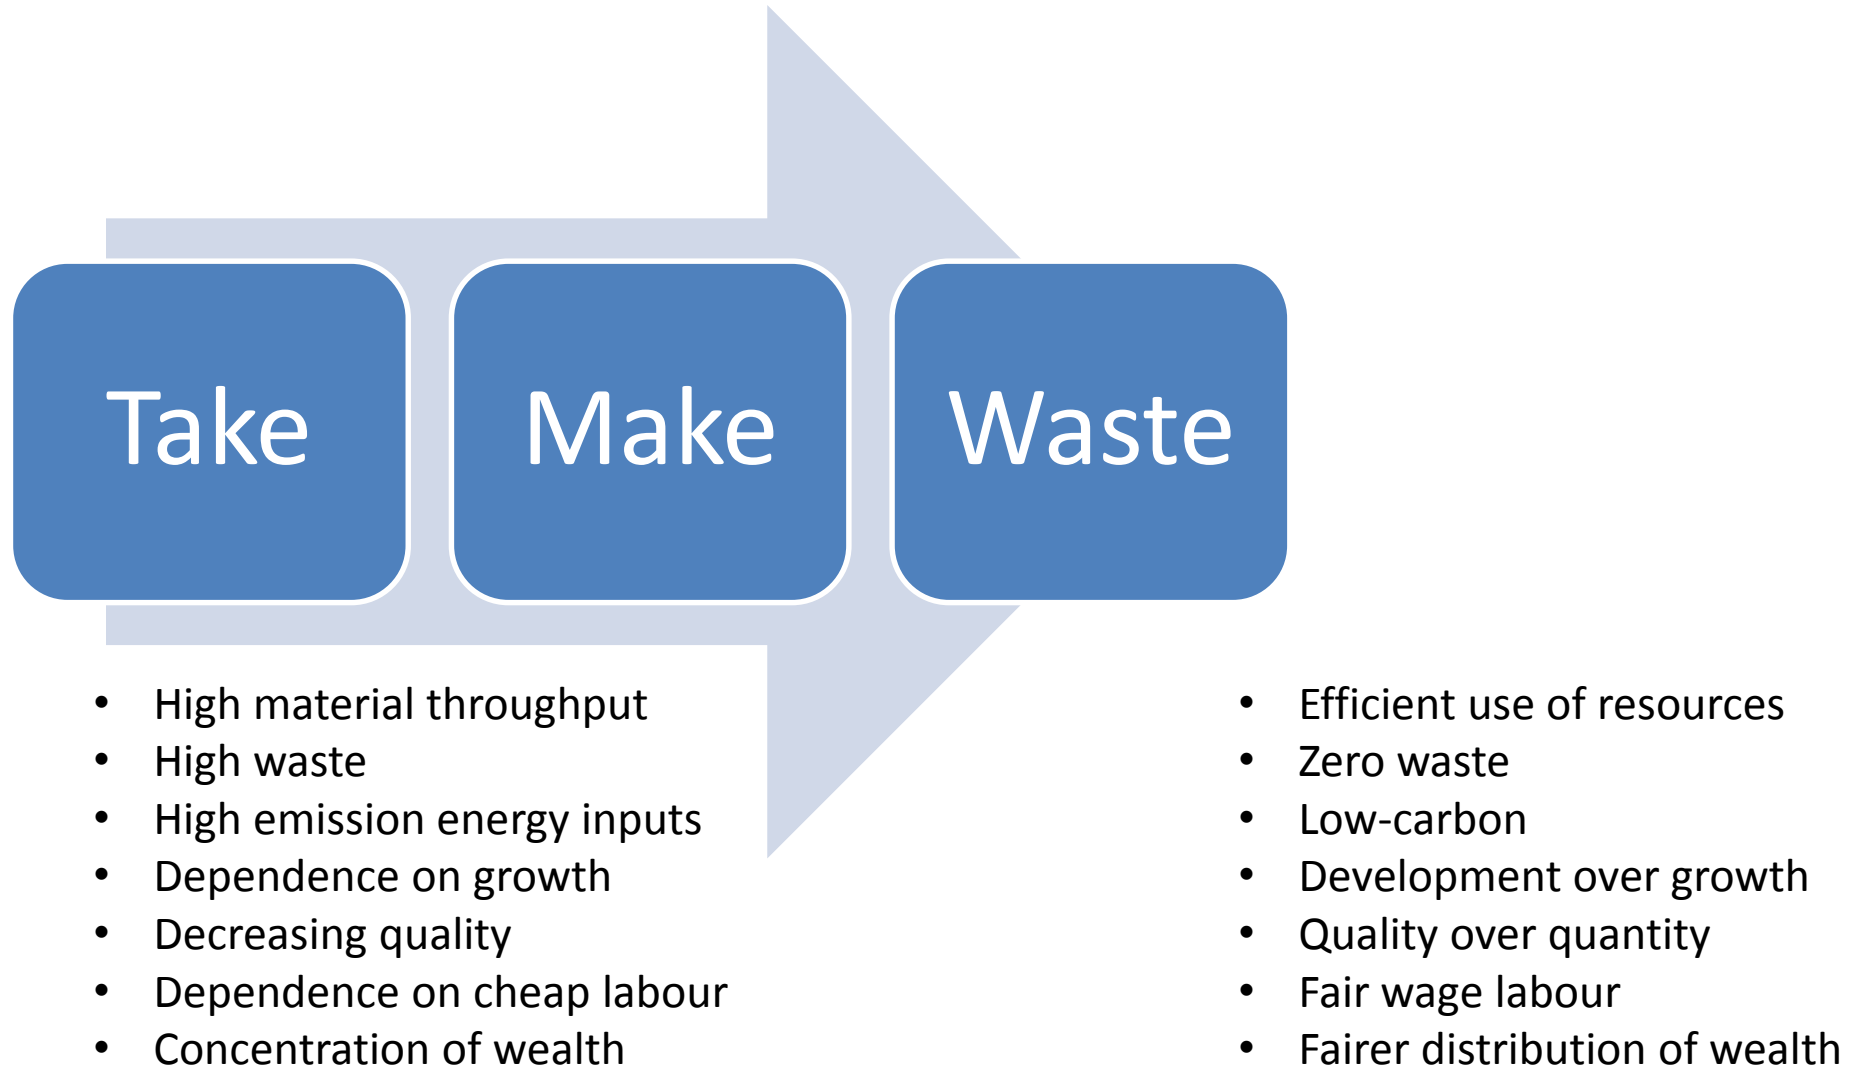 Take
Make
Waste
• High material throughput
• High waste
• High emission energy inputs
• Dependence on growth
• Decreasing quality
• Dependence on cheap labour
• Concentration of wealth
• Efficient use of resources
• Zero waste
• Low-carbon
• Development over growth
• Quality over quantity
• Fair wage labour
• Fairer distribution of wealth